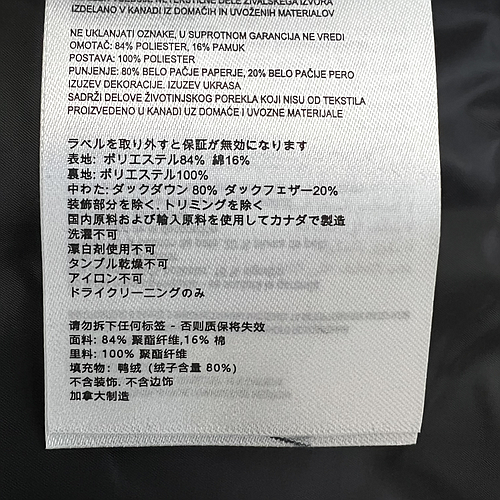 IZDELANO V KANADI IZ DOMAČIH IN UVOŽENIH MATERIALOV
NE UKLANJATI OZNAKE, U SUPROTNOM GARANCIJA NE VREDI
OMOTAČ: 84% POLIESTER, 16% PAMUK
POSTAVA: 100% POLIESTER
PUNJENJE: 80% BELO PAČJE PAPERJE, 20% BELO PAČIJE PERO
IZUZEV DEKORACIJE. IZUZEV UKRASA
SADRŽI DELOVE ŽIVOTINJSKOG POREKLA KOJI NISU OD TEKSTILA
PROIZVEDENO U KANADI UZ DOMAĆE I UVOZNE MATERIJALE
ラベルを取り外すと保証が無効になります
表地: ポリエステル84% 綿16%
裏地: ポリエステル100%
中わた: ダックダウン 80% ダックフェザー20%
装飾部分を除く、トリミングを除く
国内原料および輸入原料を使用してカナダで製造
洗濯不可
漂白剤使用不可
タンブル乾燥不可
アイロン不可
ドライクリーニングのみ
请勿拆下任何标签 - 否则质保将失效
面料: 84% 聚酯纤维,16% 棉
里料: 100% 聚酯纤维
填充物: 鸭绒 (绒子含量 80%)
不含装饰. 不含边饰
加拿大制造